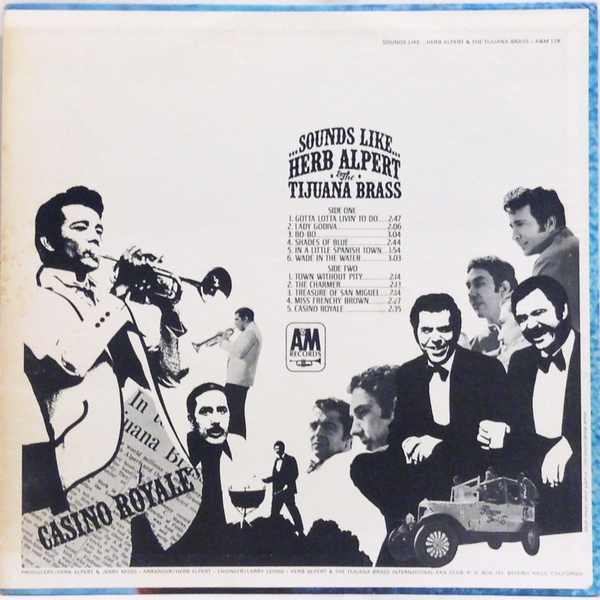 SOUNDS LIKE...HERB ALPERT & THE TIJUANA BRASS - A&M 124
...SOUNDS LIKE...
HERB ALPERT
& The
TIJUANA BRASS
SIDE ONE
1. GOTTA LOTTA LIVIN' TO DO......2:47
2. LADY GODIVA......2:06
3. BO-BO......3:04
4. SHADES OF BLUE......2:44
5. IN A LITTLE SPANISH TOWN...1:54
6. WADE IN THE WATER......3:03
SIDE TWO
1. TOWN WITHOUT PITY......2:14
2. THE CHARMER......2:13
3. TREASURE OF SAN MIGUEL......2:14
4. MISS FRENCHY BROWN......2:27
5. CASINO ROYALE......2:35
A&M
RECORDS
In
uana B
CASINO ROYALE
PRODUCERS/HERB ALPERT & JERRY MOSS - ARRANGER/HERB ALPERT - ENGINEER/LARRY LEVINE - HERB ALPERT & THE TIJUANA BRASS INTERNATIONAL FAN CLUB, P. O. BOX 787, BEVERLY HILLS, CALIFORNIA